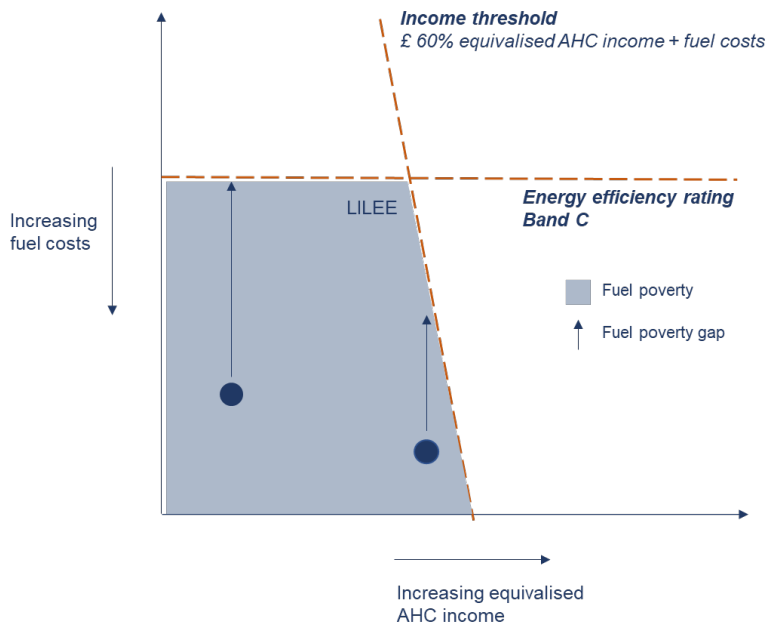 Income threshold
£ 60% equivalised AHC income + fuel costs
Energy efficiency rating
Band C
LILEE
Increasing
fuel costs
Fuel poverty
Fuel poverty gap
Increasing equivalised
AHC income